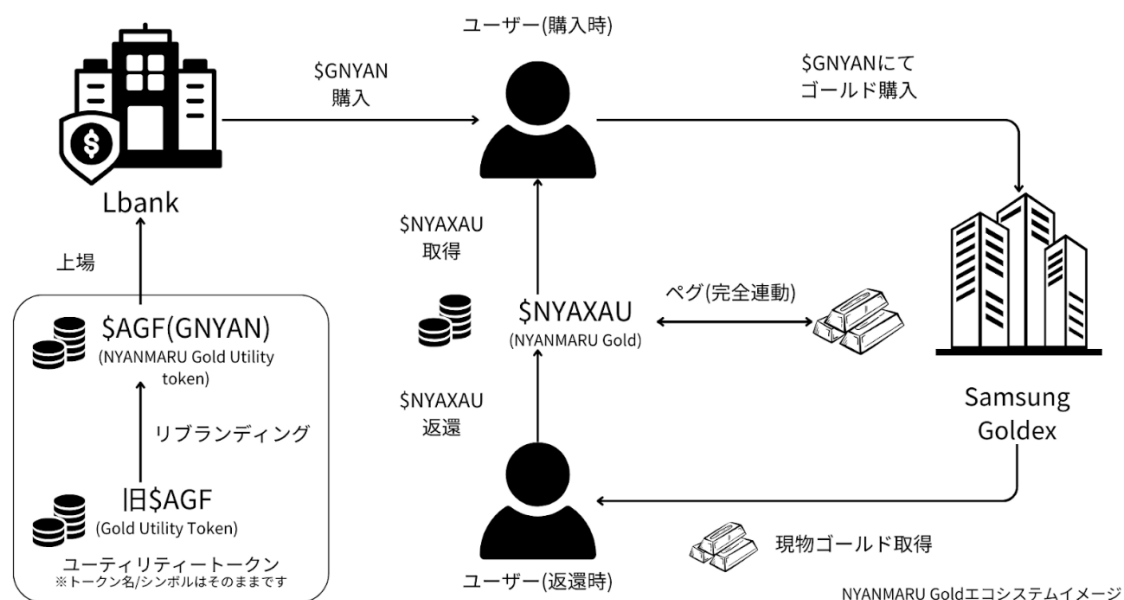 ユーザー(購入時)
$GNYAN
購入
$GNYANにて
ゴールド購入
Lbank
$NYAXAU
取得
上場
ペグ(完全連動)
$AGF(GNYAN)
(NYANMARU Gold Utility
token)
$NYAXAU
(NYANMARU Gold)
Samsung
Goldex
$NYAXAU
返還
リブランディング
旧$AGF
(Gold Utility Token)
現物ゴールド取得
ユーティリティートークン
※トークン名/シンボルはそのままです
ユーザー(返還時)
NYANMARU Goldエコシステムイメージ